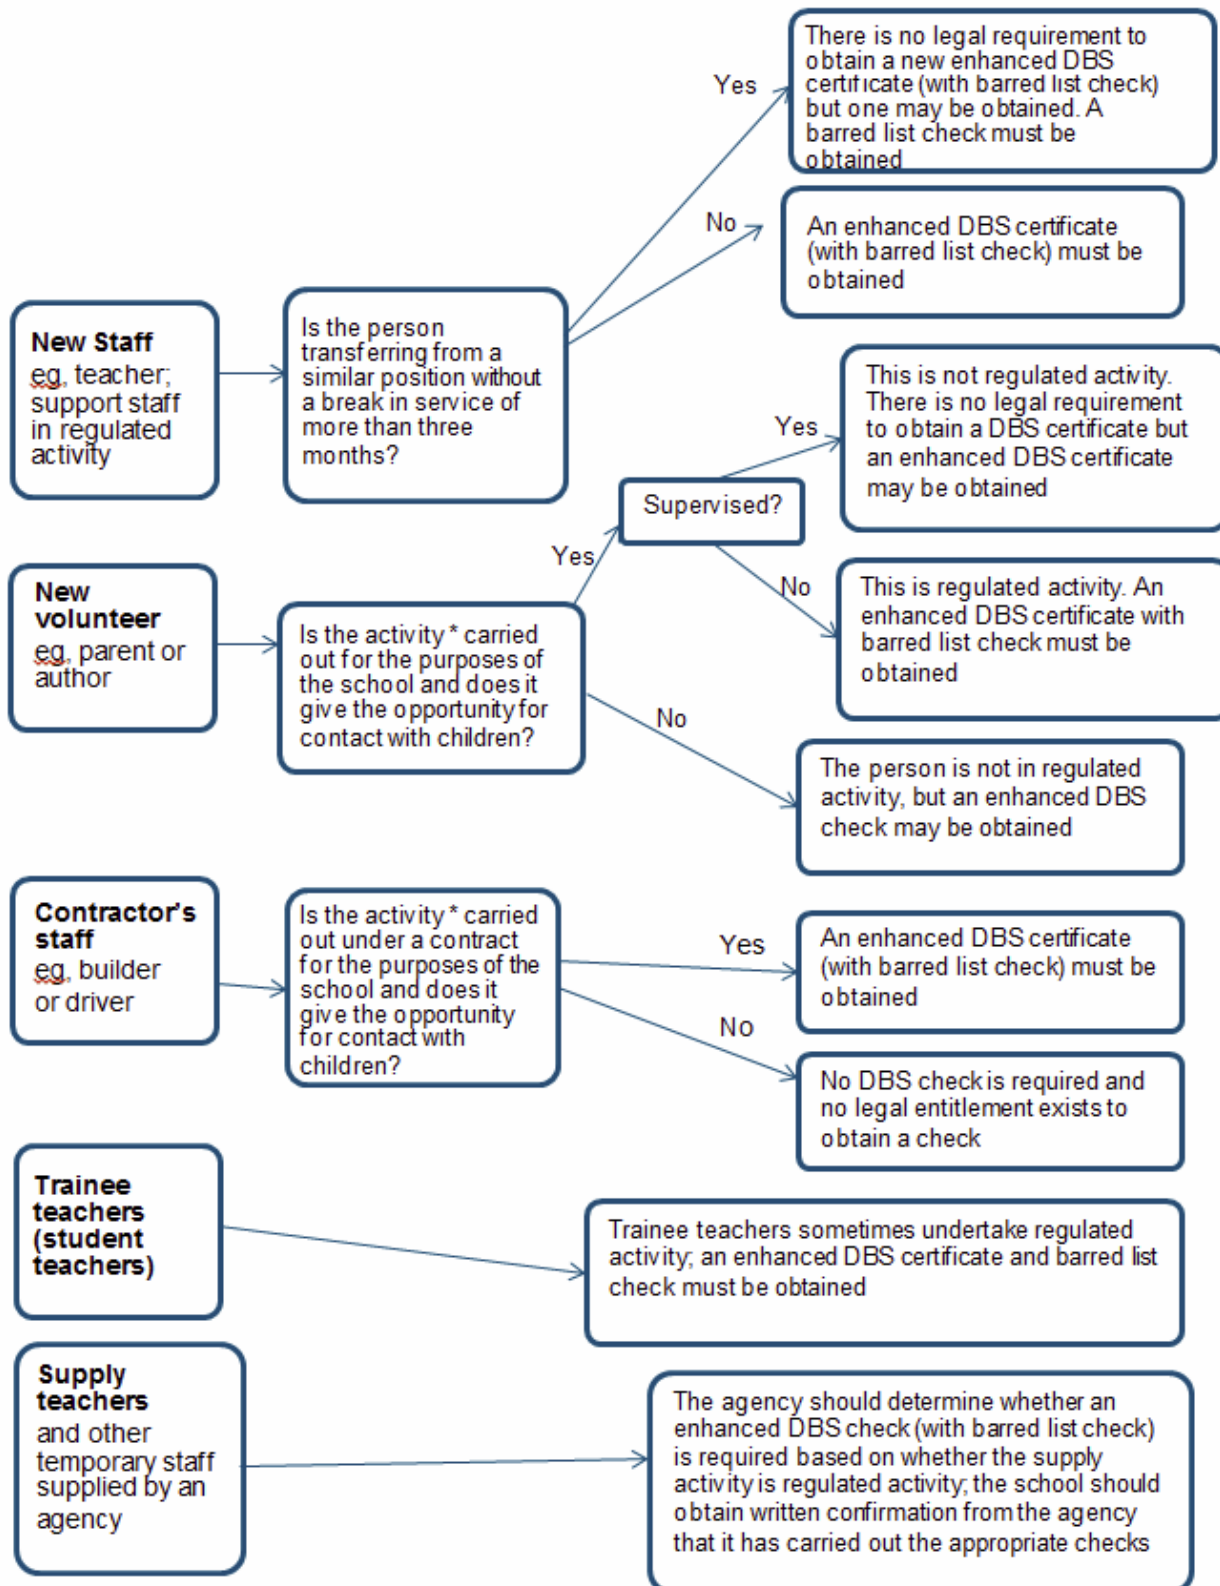 There is no legal requirement to
obtain a new enhanced DBS
certificate (with barred list check)
but one may be obtained. A
barred list check must be
obtained
Yes
No
An enhanced DBS certificate
(with barred list check) must be
obtained
New Staff
eg, teacher;
support staff
in regulated
activity
Is the person
transferring from a
similar position without
a break in service of
more than three
months?
This is not regulated activity.
There is no legal requirement
to obtain a DBS certificate but
an enhanced DBS certificate
may be obtained
Yes
Supervised?
Yes
No
This is regulated activity. An
enhanced DBS certificate with
barred list check must be
obtained
New
volunteer
eg, parent or
author
Is the activity * carried
out for the purposes of
the school and does it
give the opportunity for
contact with children?
No
The person is not in regulated
activity, but an enhanced DBS
check may be obtained
Contractor's
staff
eg, builder
or driver
Is the activity * carried
out under a contract
for the purposes of the
school and does it
give the opportunity
for contact with
children?
Yes
An enhanced DBS certificate
(with barred list check) must be
obtained
No
No DBS check is required and
no legal entitlement exists to
obtain a check
Trainee
teachers
(student
teachers)
Trainee teachers sometimes undertake regulated
activity; an enhanced DBS certificate and barred list
check must be obtained
Supply
teachers
and other
temporary staff
supplied by an
agency
The agency should determine whether an
enhanced DBS check (with barred list check)
is required based on whether the supply
activity is regulated activity; the school should
obtain written confirmation from the agency
that it has carried out the appropriate checks